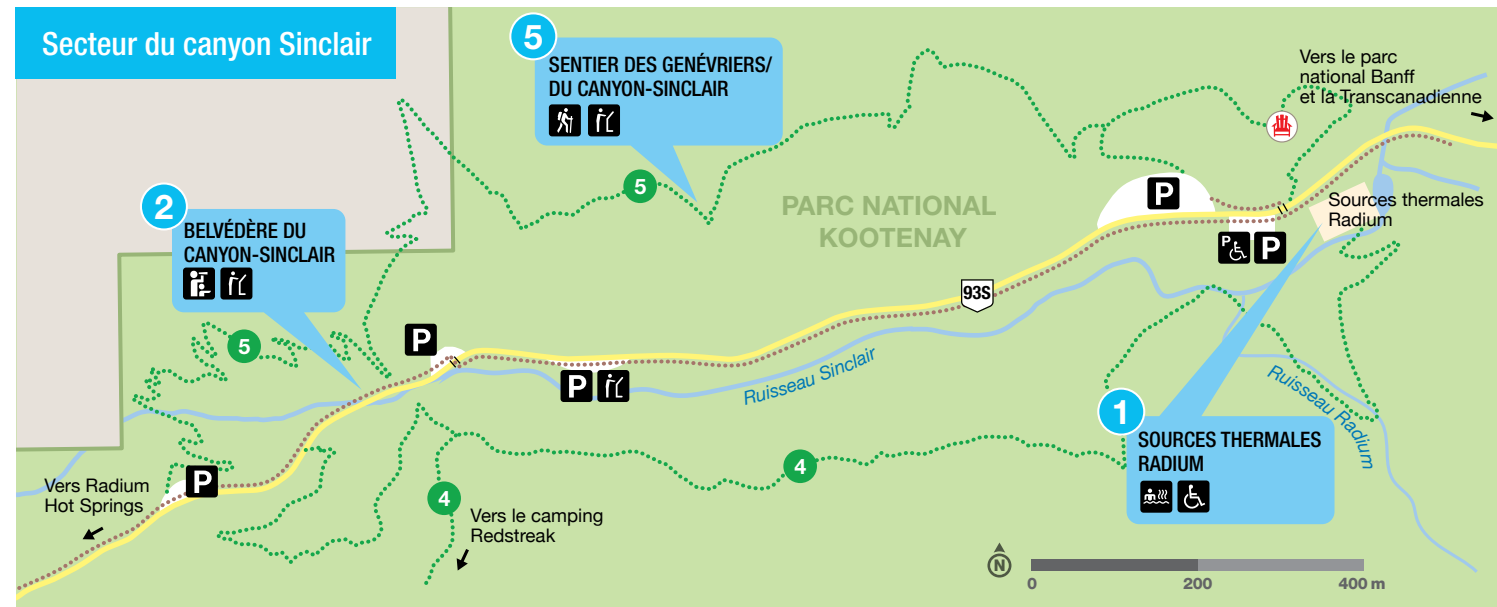 Secteur du canyon Sinclair
5
SENTIER DES GENÉVRIERS/
DU CANYON-SINCLAIR
Vers le parc
national Banff
et la Transcanadienne
2
BELVÉDÈRE DU
CANYON-SINCLAIR
5
PARC NATIONAL
KOOTENAY
P
Sources thermales
Radium
P
P
93S
5
P
P
Ruisseau Sinclair
Ruisseau Radium
1
SOURCES THERMALES
RADIUM
4
4
P
Vers Radium
Hot Springs
Vers le camping
Redstreak
N
0
200
400 m